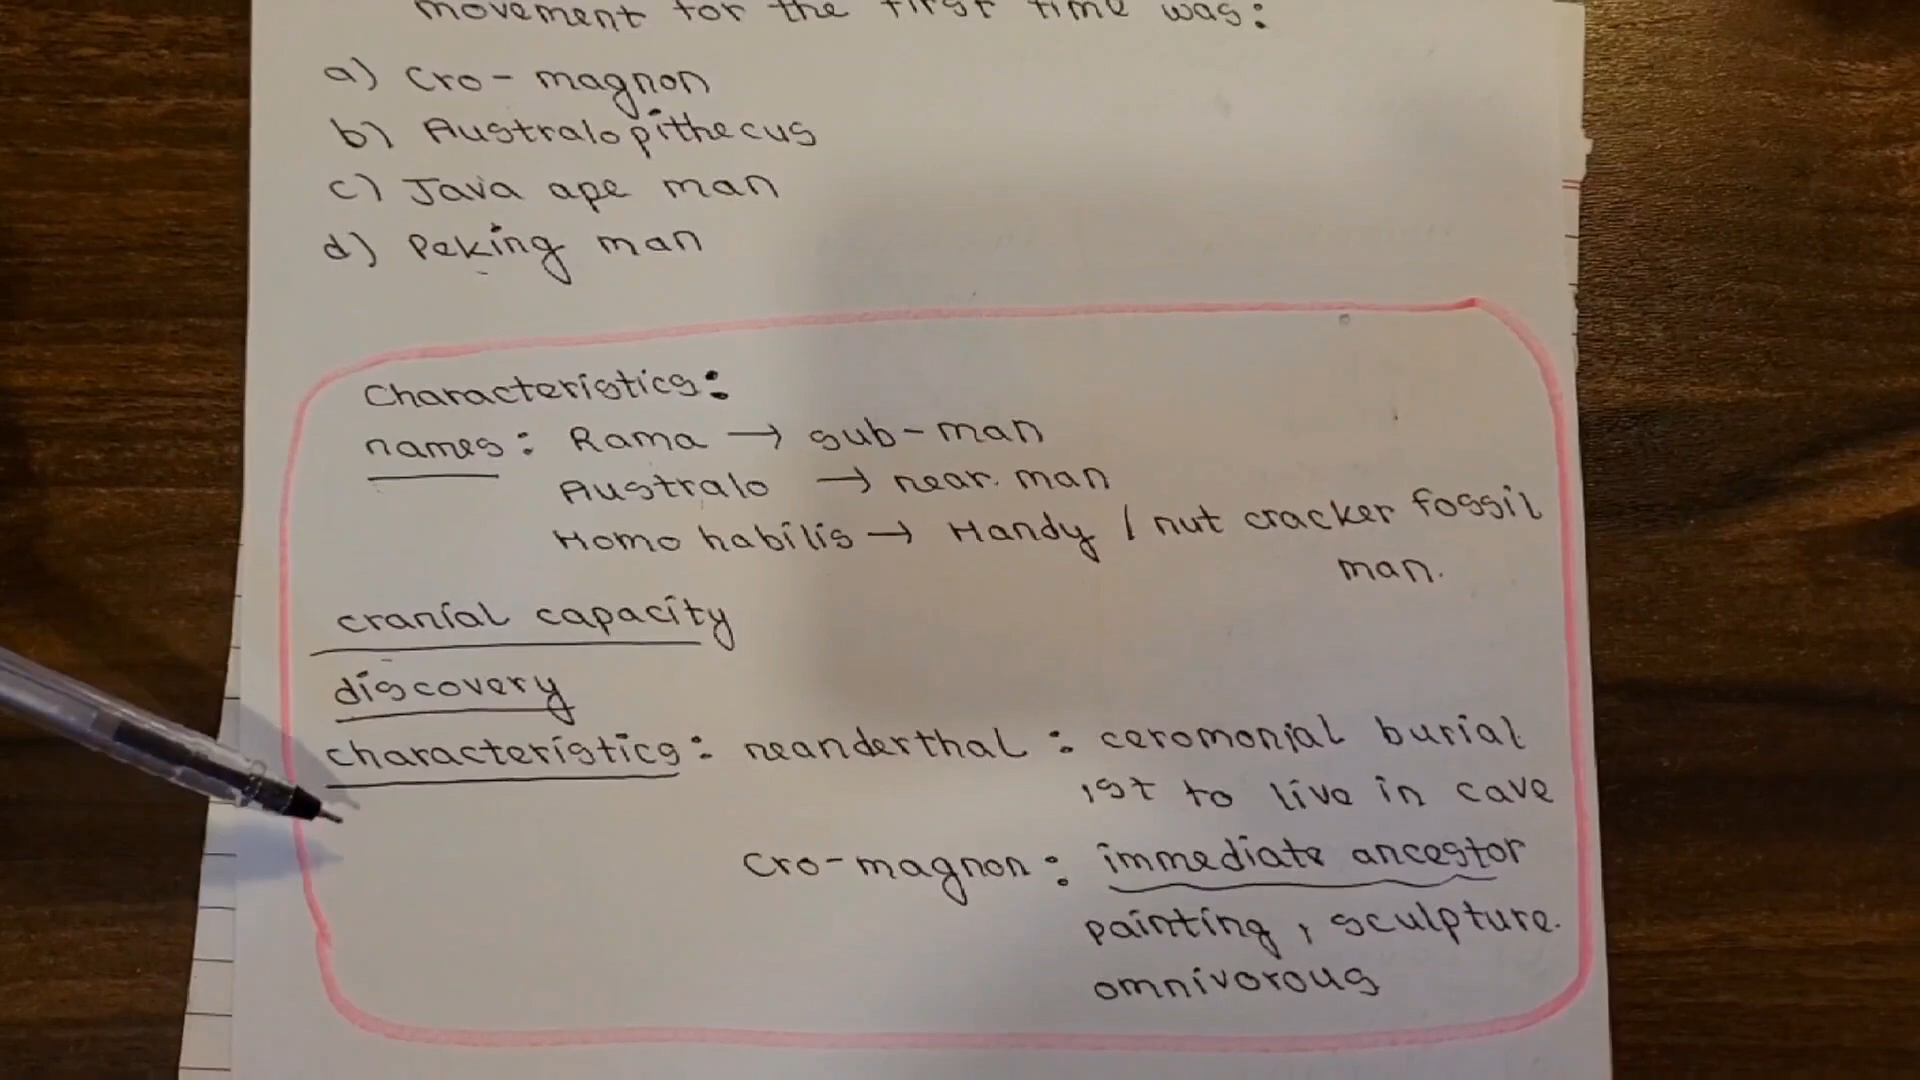 movement for the first time was:
a) Cro-magnon
b) Australopithecus
c) Java ape man
d) Peking man
Characteristics:
names: Rama → sub-man
Australo → near man
Homo habilis → Handy / nut cracker fossil
man.
cranial capacity
discovery
characteristics: neanderthal: ceromonial burial
1st to live in cave
Cro-magnon: immediate ancestor
painting, sculpture.
omnivorous